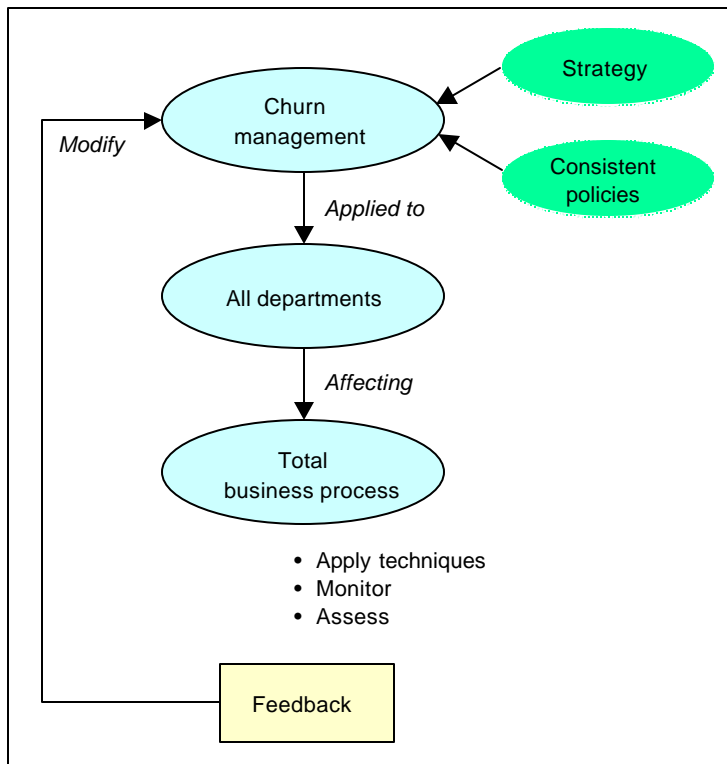 Strategy
Churn
management
Modify
Consistent
policies
Applied to
All departments
Affecting
Total
business process
• Apply techniques
• Monitor
• Assess
Feedback